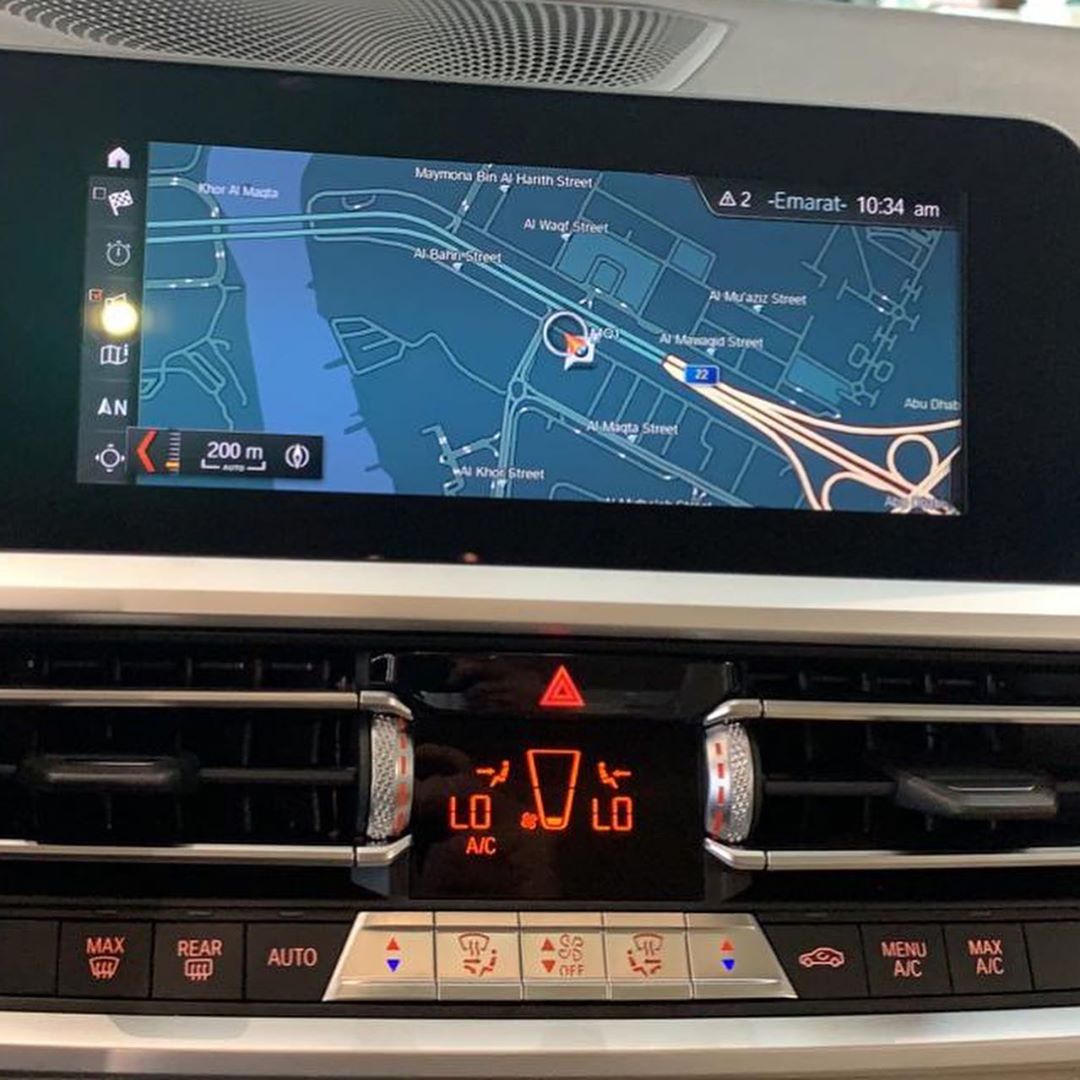 Khor Al Maqta
Maymona Bin Al Harith Street
2 -Emarat- 10:34 am
Al Waqf Street
Al Bahri Street
Al Mu'aziz Street
Al Mawaqid Street
22
Abu Dhab
Al Maqta Street
N
200 m
AUTO
Al Khor Street
LO LO
A/C
MAX
REAR
AUTO
OFF
MENU
A/C
MAX
A/C